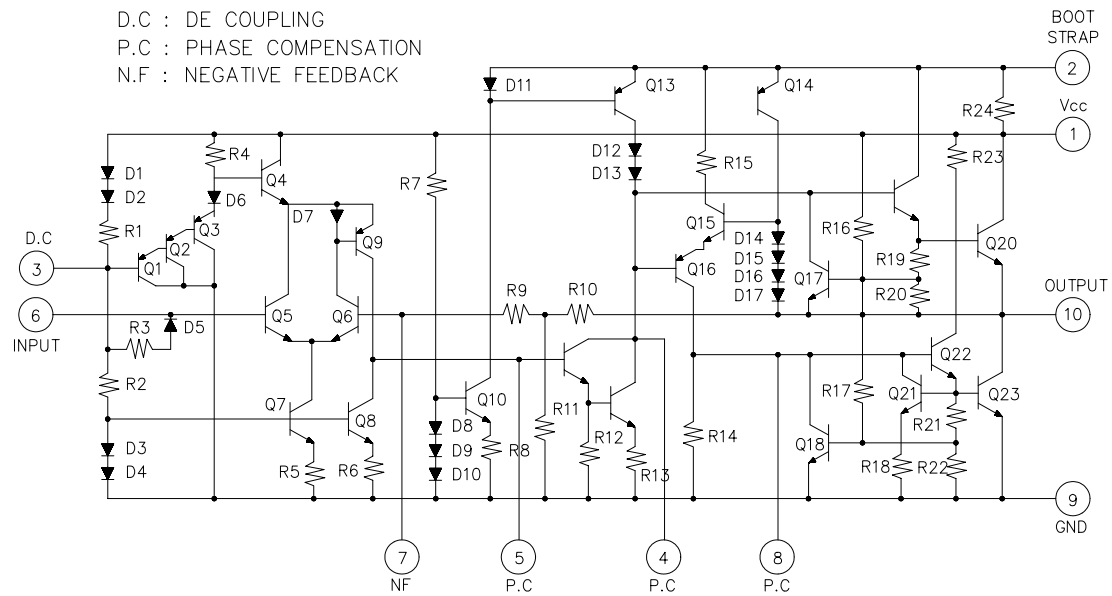 D.C : DE COUPLING
P.C : PHASE COMPENSATION
N.F : NEGATIVE FEEDBACK
BOOT
STRAP
2
D11
Q13
Q14
R24
Vcc
1
R4
D12
D13
R15
R23
D1
D2
Q4
R7
D6
R1
Q3
D7
Q2
Q9
Q15
R16
D.C
3
Q1
Q16
D14
D15
D16
D17
Q17
R19
R20
Q20
6
INPUT
R3
D5
Q5
Q6
R9
R10
OUTPUT
10
R2
Q22
R17
Q21
Q23
Q7
Q8
Q10
R11
R12
R14
Q18
R21
D3
D4
R5
R6
D8
D9
D10
R8
R13
R18
R22
9
GND
7
NF
5
P.C
4
P.C
8
P.C